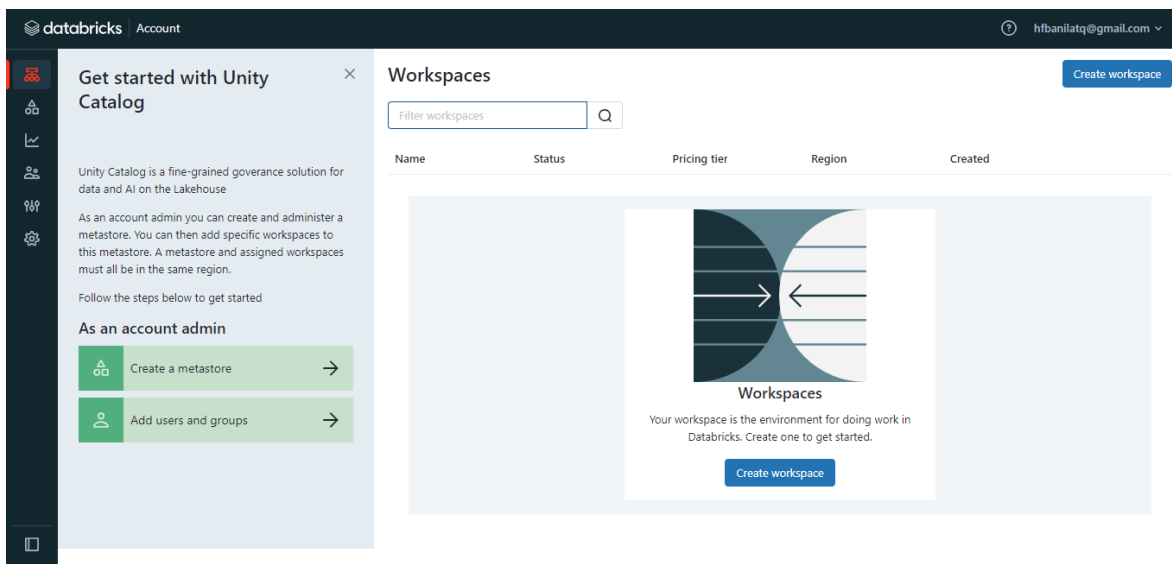 databricks Account
hfbanilatq@gmail.com
Get started with Unity
Catalog
Unity Catalog is a fine-grained goverance solution for
data and AI on the Lakehouse
As an account admin you can create and administer a
metastore. You can then add specific workspaces to
this metastore. A metastore and assigned workspaces
must all be in the same region.
Follow the steps below to get started
As an account admin
Create a metastore
Add users and groups
Workspaces
Create workspace
Filter workspaces
Name Status Pricing tier Region Created
Workspaces
Your workspace is the environment for doing work in
Databricks. Create one to get started.
Create workspace